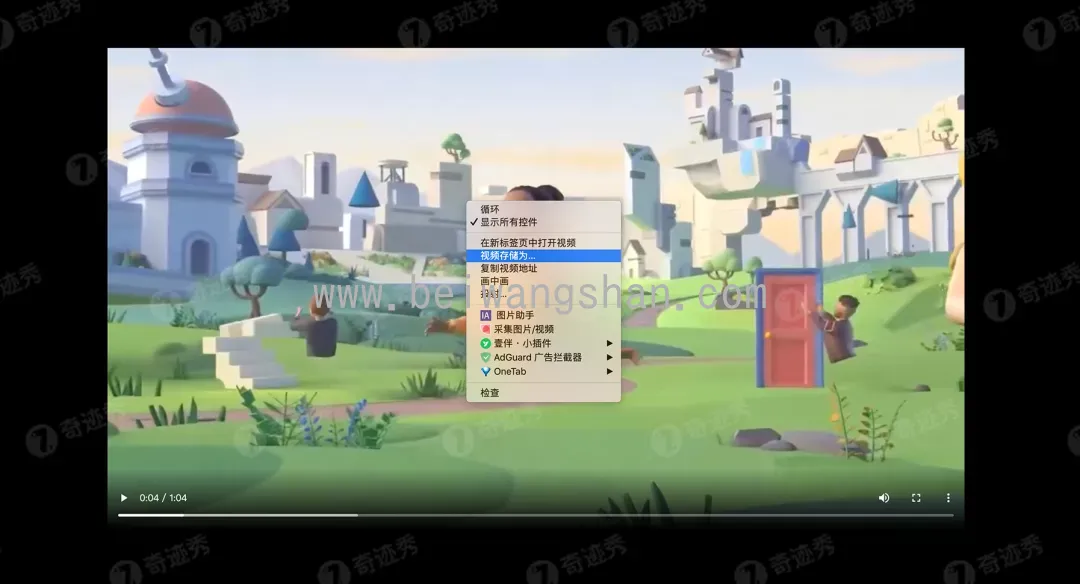 循环
✓显示所有控件
在新标签页中打开视频
视频存储为...
复制视频地址
画中画
www.beiwangshan.com
IA 图片助手
采集图片/视频
壹伴 · 小插件
AdGuard 广告拦截器
OneTab
检查
0:04 / 1:04
奇迹秀